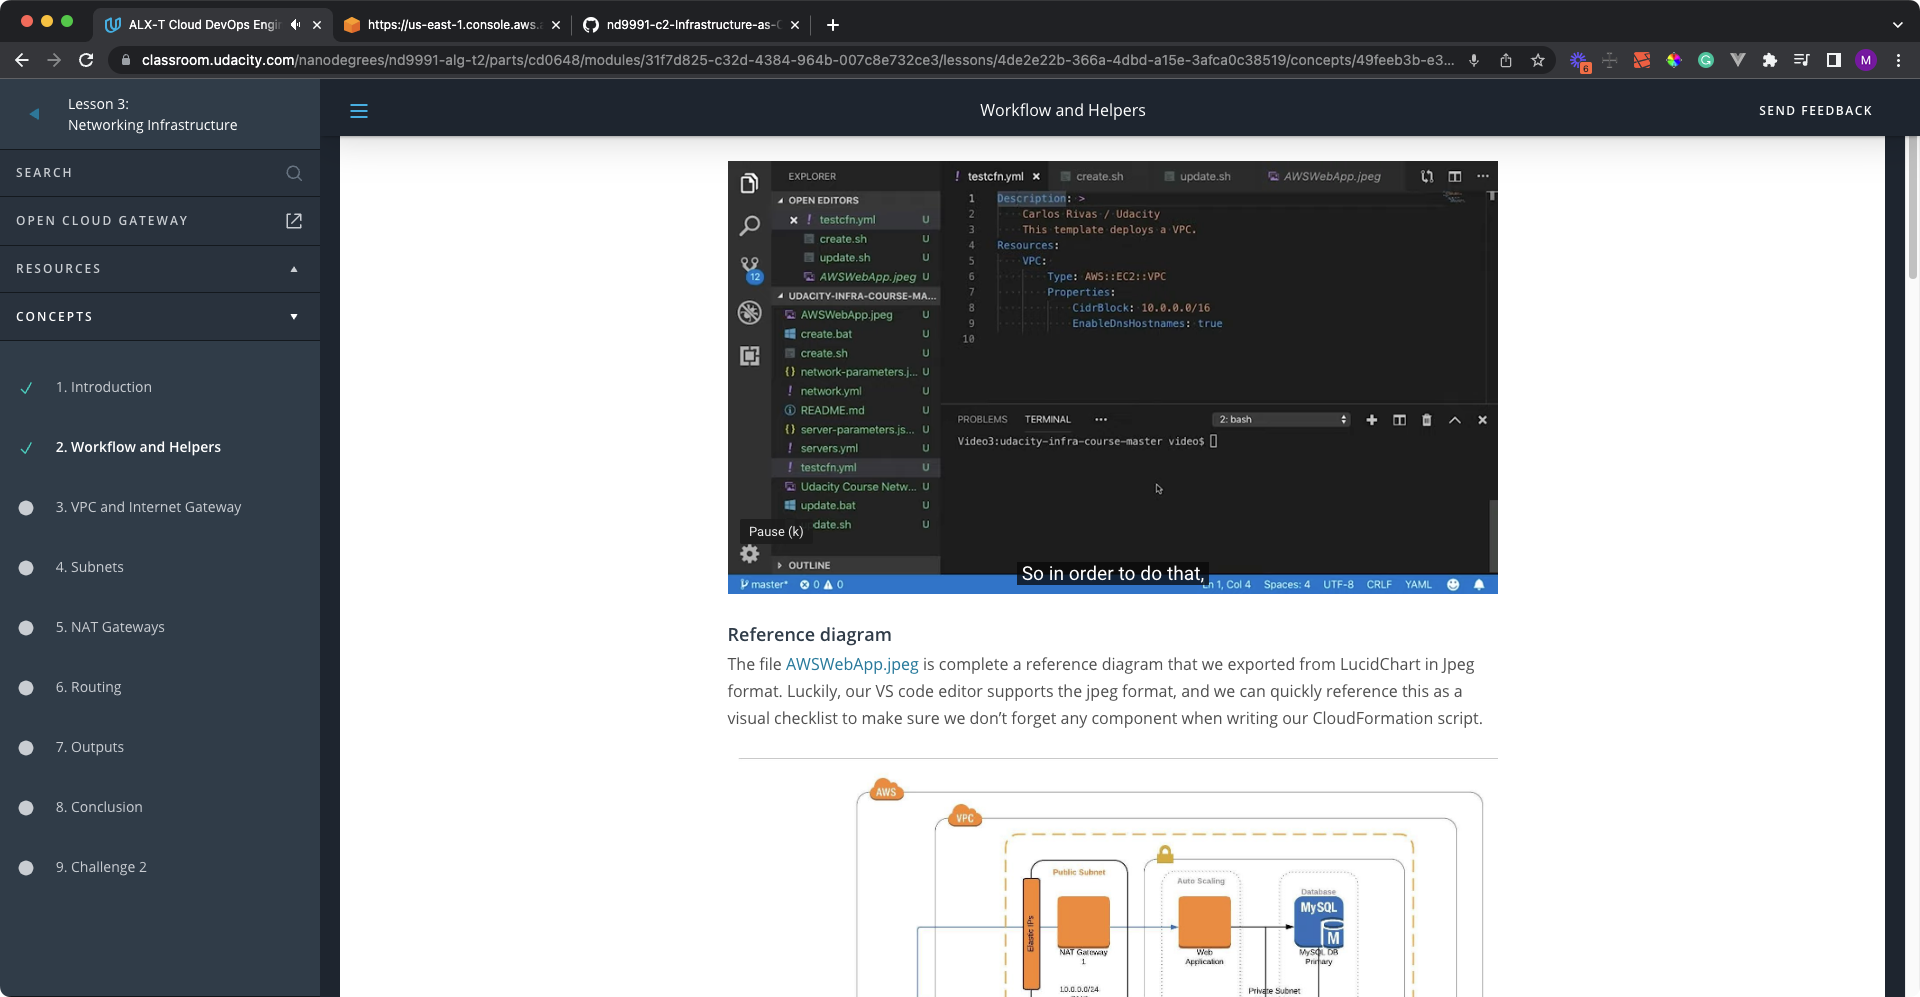 ALX-T Cloud DevOps Engi
https://us-east-1.console.aws.
nd9991-c2-Infrastructure-as-
classroom.udacity.com/nanodegrees/nd9991-alg-t2/parts/cd0648/modules/31f7d825-c32d-4384-964b-007c8e732ce3/lessons/4de2e22b-366a-4dbd-a15e-3afca0c38519/concepts/49feeb3b-e3...
6
M
Lesson 3:
Networking Infrastructure
Workflow and Helpers
SEND FEEDBACK
SEARCH
OPEN CLOUD GATEWAY
RESOURCES
CONCEPTS
1. Introduction
2. Workflow and Helpers
3. VPC and Internet Gateway
4. Subnets
5. NAT Gateways
6. Routing
7. Outputs
8. Conclusion
9. Challenge 2
EXPLORER
OPEN EDITORS
testcfn.yml U
create.sh U
update.sh U
AWSWebApp.jpeg U
12
UDACITY-INFRA-COURSE-MA...
AWSWebApp.jpeg U
create.bat U
create.sh U
network-parameters.j... U
network.yml U
README.md U
server-parameters.js... U
servers.yml U
testcfn.yml U
Udacity Course Netw... U
update.bat U
date.sh U
Pause (k)
OUTLINE
testcfn.yml
create.sh
update.sh
AWSWebApp.jpeg
1 Description: >
2 Carlos Rivas / Udacity
3 This template deploys a VPC.
4 Resources:
5 VPC:
6 Type: AWS::EC2::VPC
7 Properties:
8 CidrBlock: 10.0.0.0/16
9 EnableDnsHostnames: true
10
PROBLEMS TERMINAL ... 2: bash
Video3:udacity-infra-course-master video$
So in order to do that,
master* 0 0
Ln 1, Col 4 Spaces: 4 UTF-8 CRLF YAML
Reference diagram
The file AWSWebApp.jpeg is complete a reference diagram that we exported from LucidChart in Jpeg
format. Luckily, our VS code editor supports the jpeg format, and we can quickly reference this as a
visual checklist to make sure we don’t forget any component when writing our CloudFormation script.
AWS
VPC
Public Subnet
Elastic IPs
NAT Gateway
1
10.0.0.0/24
Auto Scaling
Web
Application
Database
MySQL
M
MySQL DB
Primary
Private Subnet